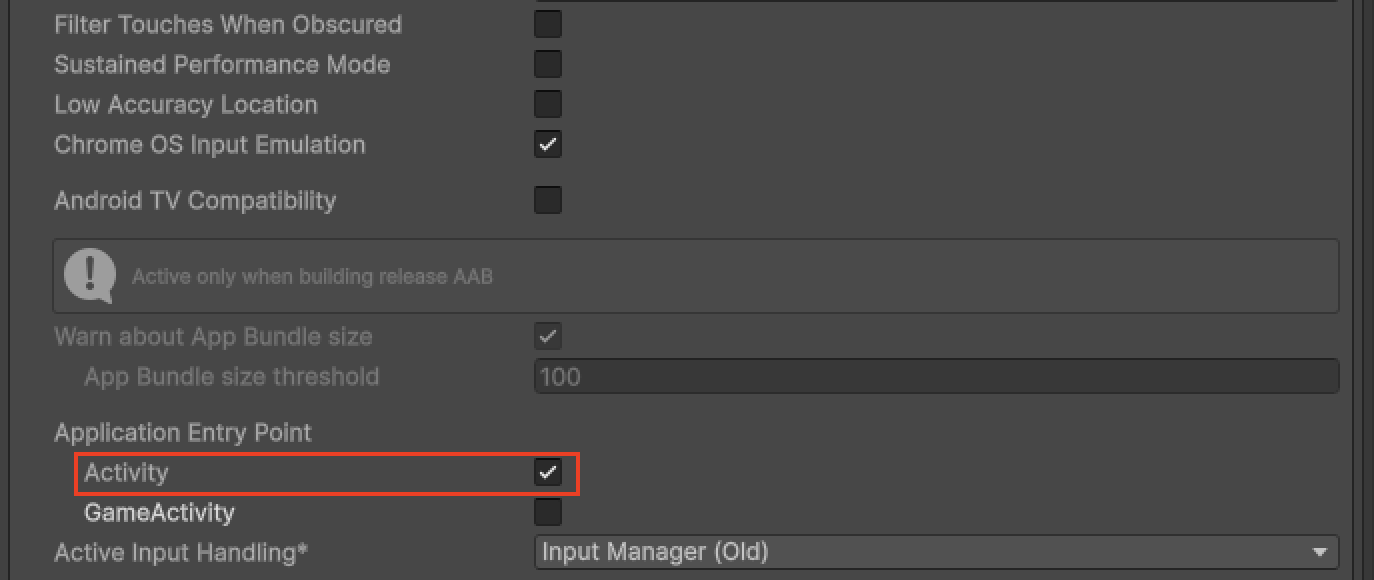 Filter Touches When Obscured
Sustained Performance Mode
Low Accuracy Location
Chrome OS Input Emulation
Android TV Compatibility
Active only when building release AAB
Warn about App Bundle size
App Bundle size threshold 100
Application Entry Point
Activity
GameActivity
Active Input Handling* Input Manager (Old)